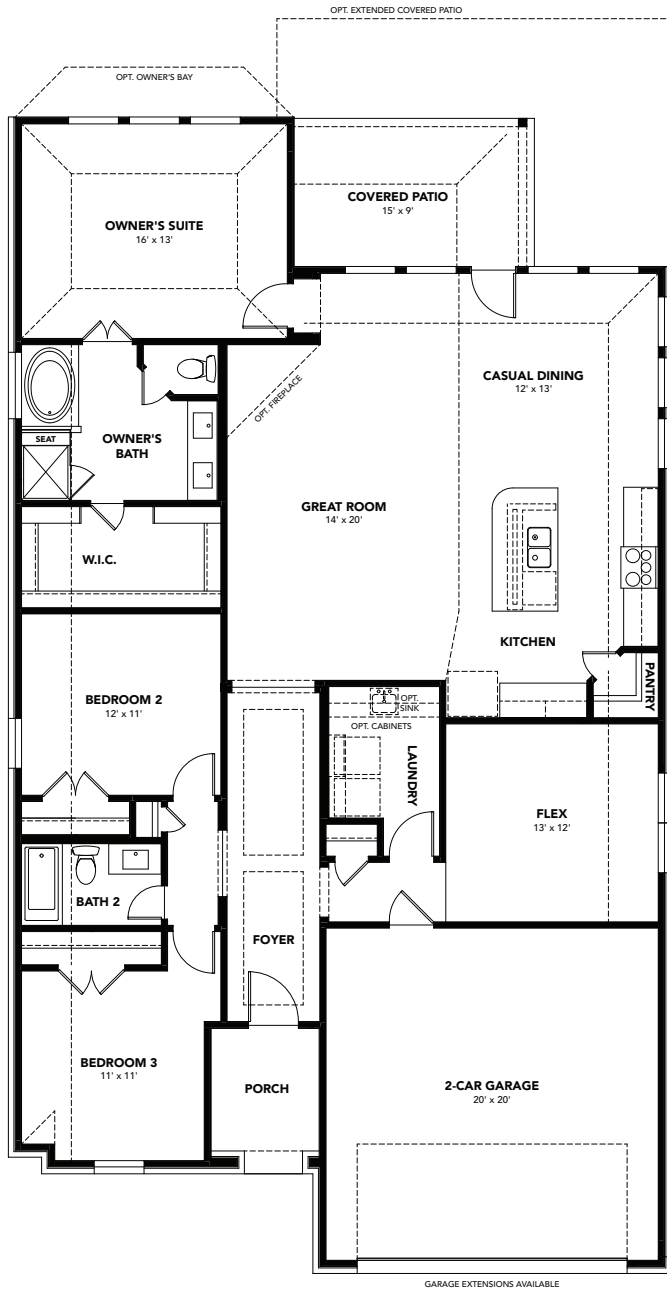 OPT. EXTENDED COVERED PATIO
OPT. OWNER'S BAY
OWNER'S SUITE
16' x 13'
COVERED PATIO
15' x 9'
CASUAL DINING
12' x 13'
OPT. FIREPLACE
SEAT
OWNER'S
BATH
GREAT ROOM
14' x 20'
W.I.C.
KITCHEN
PANTRY
BEDROOM 2
12' x 11'
OPT.
SINK
OPT. CABINETS
LAUNDRY
FLEX
13' x 12'
BATH 2
FOYER
BEDROOM 3
11' x 11'
PORCH
2-CAR GARAGE
20' x 20'
GARAGE EXTENSIONS AVAILABLE